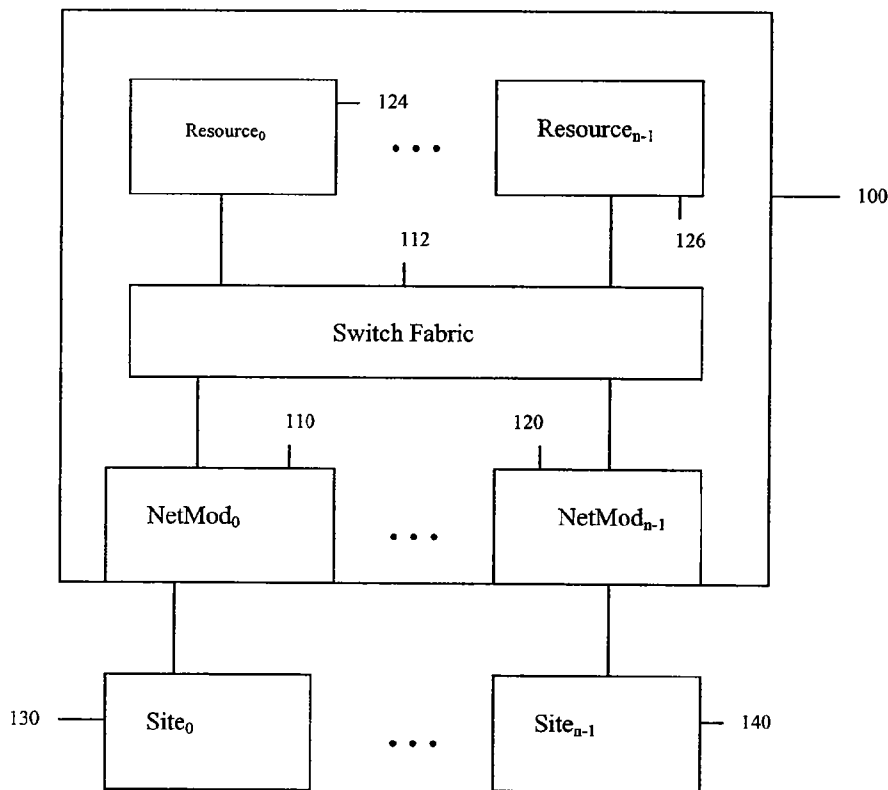 124
Resource0
• • •
Resourcen-1
100
126
112
Switch Fabric
110
120
NetMod0
• • •
NetModn-1
130
Site0
• • •
Siten-1
140